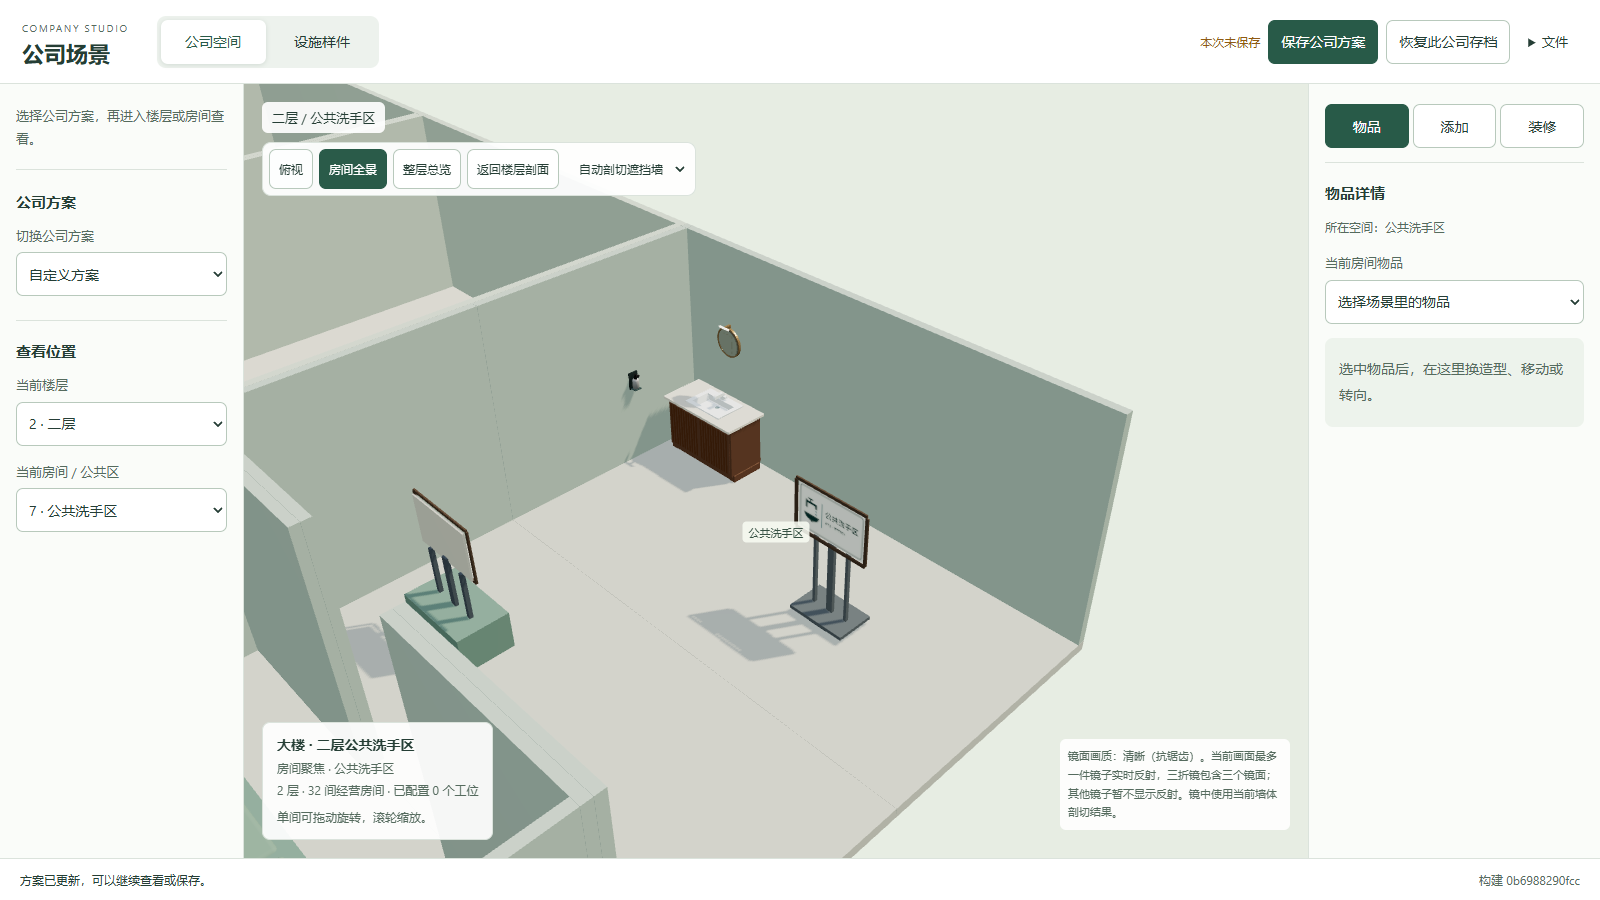 COMPANY STUDIO
公司场景
公司空间
设施样件
本次未保存
保存公司方案
恢复此公司存档
▶ 文件
选择公司方案，再进入楼层或房间查
看。
公司方案
切换公司方案
自定义方案
查看位置
当前楼层
2 · 二层
当前房间 / 公共区
7 · 公共洗手区
二层 / 公共洗手区
俯视
房间全景
整层总览
返回楼层剖面
自动剖切遮挡墙
公共洗手区
公共洗手区
大楼 · 二层公共洗手区
房间聚焦 · 公共洗手区
2 层 · 32 间经营房间 · 已配置 0 个工位
单间可拖动旋转，滚轮缩放。
镜面画质：清晰（抗锯齿）。当前画面最多
一件镜子实时反射，三折镜包含三个镜面；
其他镜子暂不显示反射。镜中使用当前墙体
剖切结果。
物品
添加
装修
物品详情
所在空间：公共洗手区
当前房间物品
选择场景里的物品
选中物品后，在这里换造型、移动或
转向。
方案已更新，可以继续查看或保存。
构建 0b6988290fcc